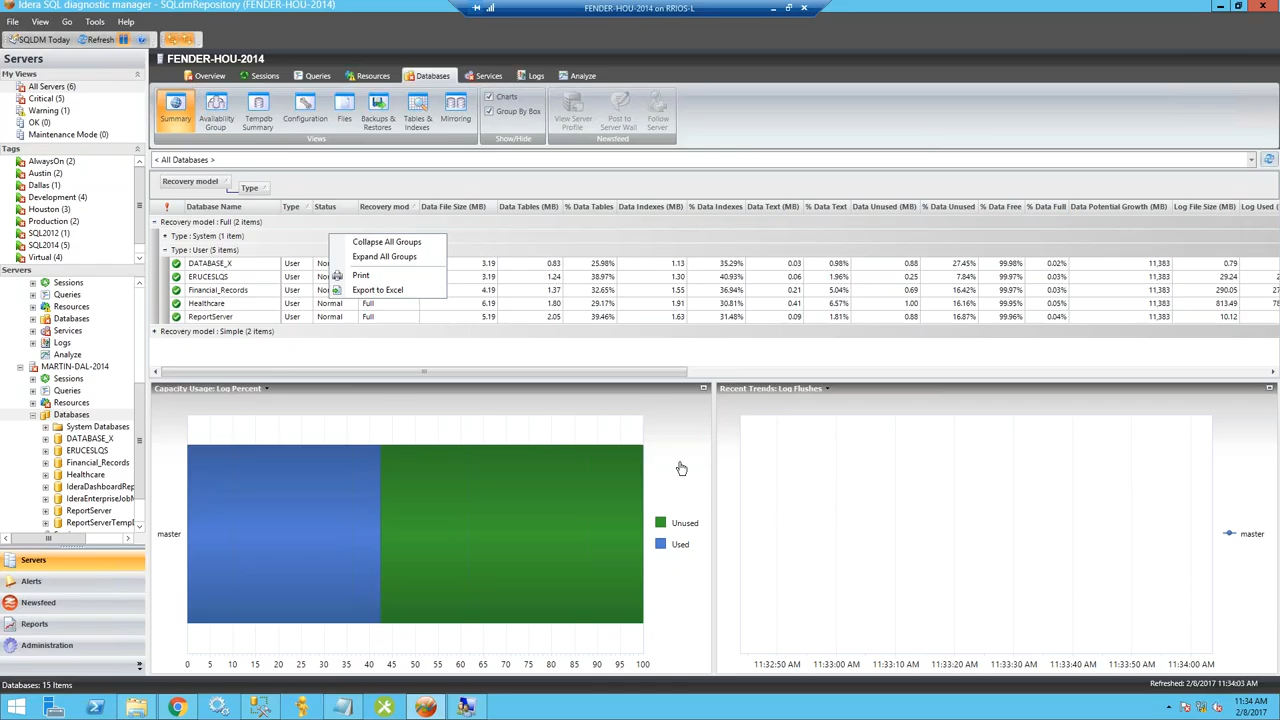 Idera SQL diagnostic manager - SQLdmRepository (FENDER-HOU-2014)
FENDER-HOU-2014 on RRIOS-L
File View Go Tools Help
SQLDM Today Refresh
Servers
FENDER-HOU-2014
My Views
Overview Sessions Queries Resources Databases Services Logs Analyze
All Servers (6)
Critical (5)
Warning (1)
OK (0)
Maintenance Mode (0)
Summary
Availability Group
Tempdb Summary
Configuration
Files
Backups & Restores
Tables & Indexes
Mirroring
Views
Charts
Group By Box
Show/Hide
View Server Profile
Post to Server Wall
Follow Server
Newsfeed
Tags
AlwaysOn (2)
Austin (2)
Dallas (1)
Development (4)
Houston (3)
Production (2)
SQL2012 (1)
SQL2014 (5)
Virtual (4)
< All Databases >
Recovery model
Type
Database Name Type Status Recovery mod Data File Size (MB) Data Tables (MB) % Data Tables Data Indexes (MB) % Data Indexes Data Text (MB) % Data Text Data Unused (MB) % Data Unused % Data Free % Data Full Data Potential Growth (MB) Log File Size (MB) Log Used (
Recovery model : Full (2 items)
Type : System (1 item)
Type : User (5 items)
DATABASE_X User Nor 3.19 0.83 25.98% 1.13 35.29% 0.03 0.98% 0.88 27.45% 99.98% 0.02% 11,383 0.79
ERUCESLQS User Nor 3.19 1.24 38.97% 1.30 40.93% 0.06 1.96% 0.25 7.84% 99.97% 0.03% 11,383 29.24
Financial_Records User Nor 4.19 1.37 32.65% 1.55 36.94% 0.21 5.04% 0.69 16.42% 99.97% 0.03% 11,383 290.05
Healthcare User Normal Full 6.19 1.80 29.17% 1.91 30.81% 0.41 6.57% 1.00 16.16% 99.95% 0.05% 11,383 813.49
ReportServer User Normal Full 5.19 2.05 39.46% 1.63 31.48% 0.09 1.81% 0.88 16.87% 99.96% 0.04% 11,383 10.12
Recovery model : Simple (2 items)
Collapse All Groups
Expand All Groups
Print
Export to Excel
Servers
Sessions
Queries
Resources
Databases
Services
Logs
Analyze
MARTIN-DAL-2014
Sessions
Queries
Resources
Databases
System Databases
DATABASE_X
ERUCESLQS
Financial_Records
Healthcare
IderaDashboardRep
IderaEnterpriseJobM
ReportServer
ReportServerTempD
Capacity Usage: Log Percent
master
Unused
Used
0 5 10 15 20 25 30 35 40 45 50 55 60 65 70 75 80 85 90 95 100
Recent Trends: Log Flushes
master
11:32:50 AM 11:33:00 AM 11:33:10 AM 11:33:20 AM 11:33:30 AM 11:33:40 AM 11:33:50 AM 11:34:00 AM
Servers
Alerts
Newsfeed
Reports
Administration
Databases: 15 Items
Refreshed: 2/8/2017 11:34:03 AM
11:34 AM
2/8/2017